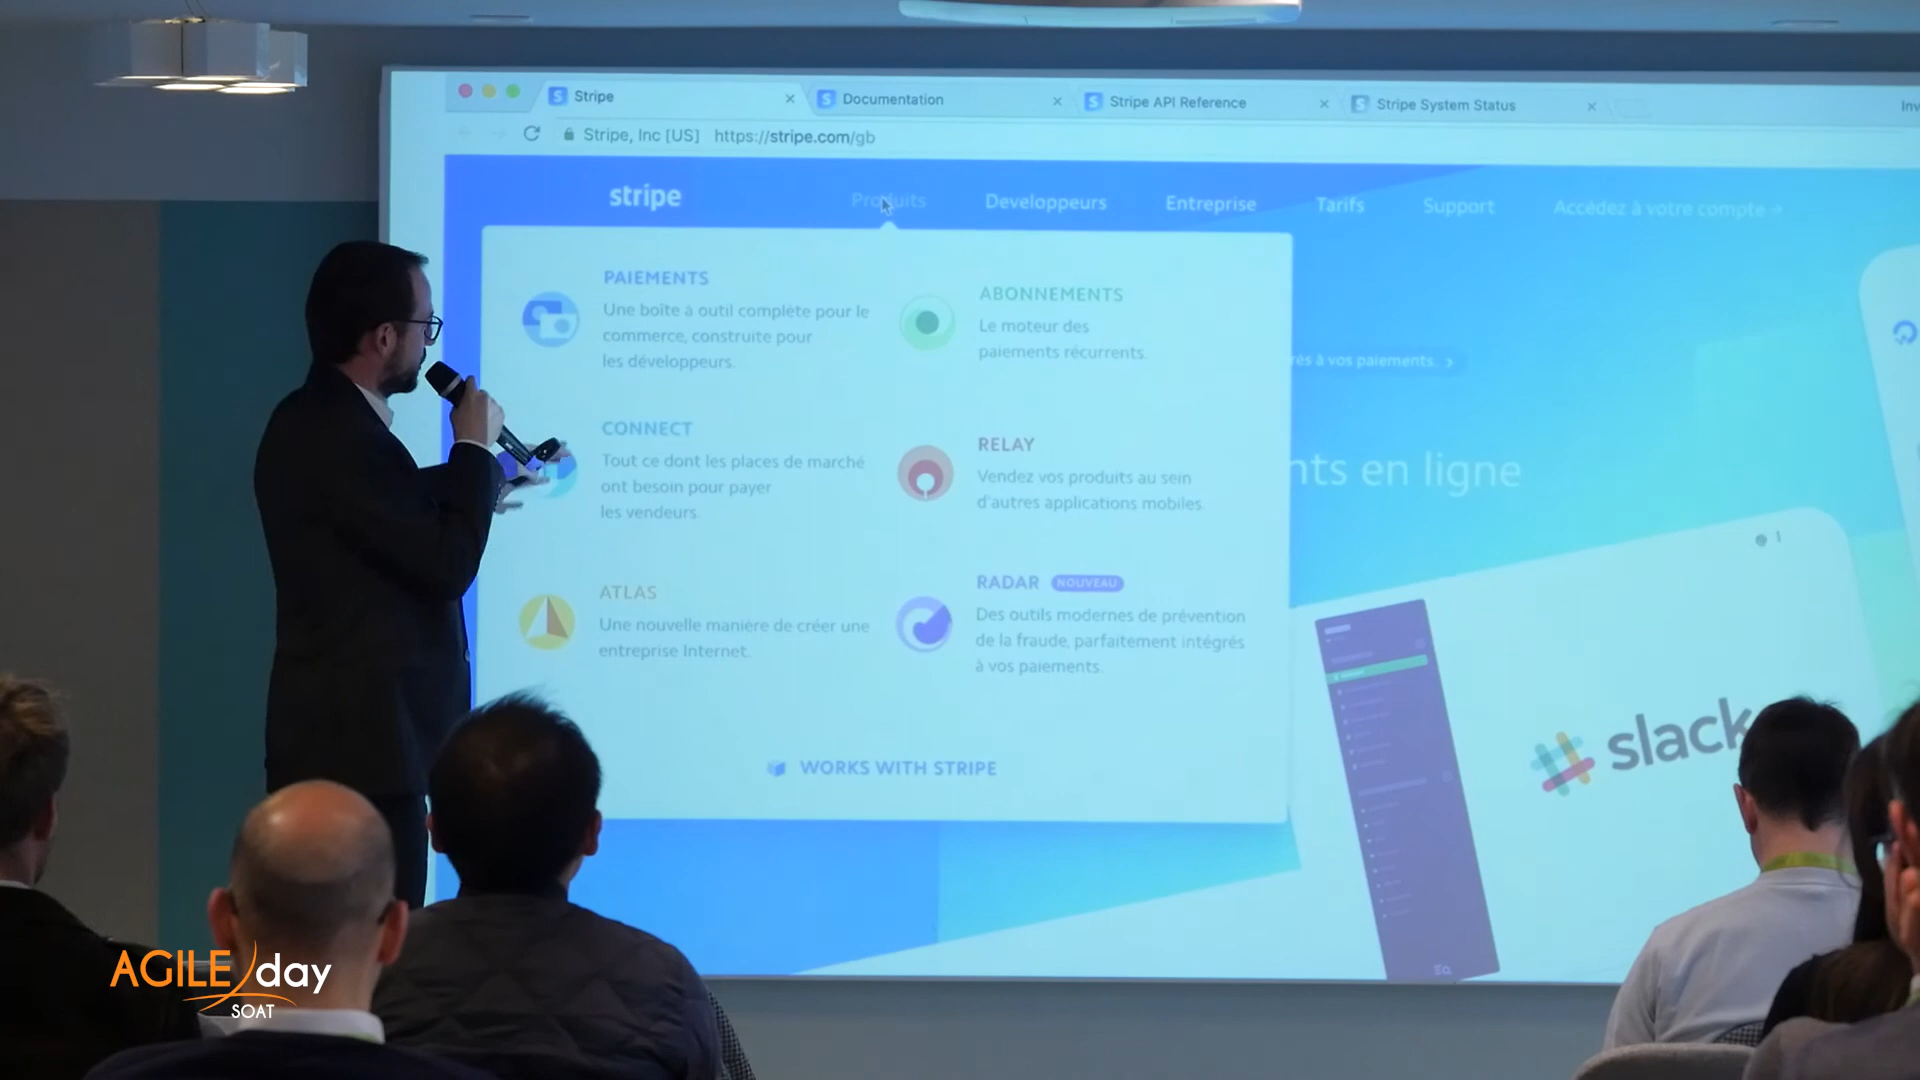 Stripe
Documentation
Stripe API Reference
Stripe System Status
Inv
Stripe, Inc [US] https://stripe.com/gb
stripe
Produits
Developpeurs
Entreprise
Tarifs
Support
Accédez à votre compte
PAIEMENTS
Une boîte à outil complète pour le
commerce, construite pour
les développeurs.
ABONNEMENTS
Le moteur des
paiements récurrents.
rés à vos paiements.
CONNECT
Tout ce dont les places de marché
ont besoin pour payer
les vendeurs.
RELAY
Vendez vos produits au sein
d'autres applications mobiles.
nts en ligne
ATLAS
Une nouvelle manière de créer une
entreprise Internet.
RADAR NOUVEAU
Des outils modernes de prévention
de la fraude, parfaitement intégrés
à vos paiements.
WORKS WITH STRIPE
slack
AGILE day
SOAT